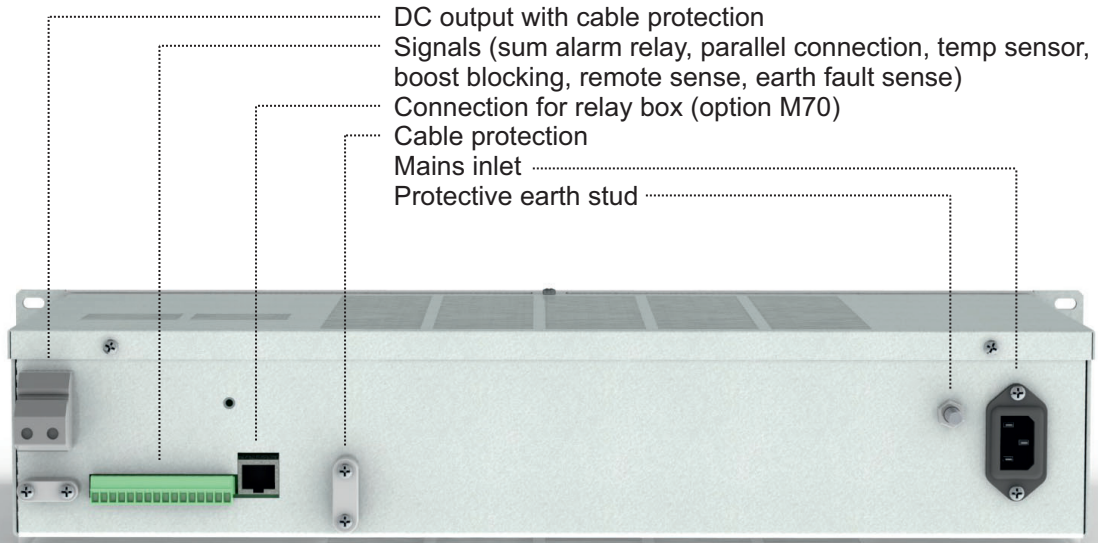 DC output with cable protection
Signals (sum alarm relay, parallel connection, temp sensor,
boost blocking, remote sense, earth fault sense)
Connection for relay box (option M70)
Cable protection
Mains inlet
Protective earth stud